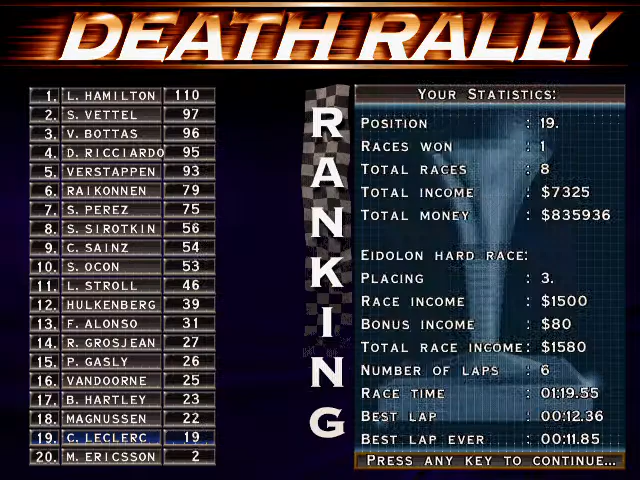 DEATH RALLY
1. L. HAMILTON 110
2. S. VETTEL 97
3. V. BOTTAS 96
4. D. RICCIARDO 95
5. VERSTAPPEN 93
6. RAIKONNEN 79
7. S. PEREZ 75
8. S. SIROTKIN 56
9. C. SAINZ 54
10. S. OCON 53
11. L. STROLL 46
12. HULKENBERG 39
13. F. ALONSO 31
14. R. GROSJEAN 27
15. P. GASLY 26
16. VANDOORNE 25
17. B. HARTLEY 23
18. MAGNUSSEN 22
19. C. LECLERC 19
20. M. ERICSSON 2
RANKING
YOUR STATISTICS:
POSITION : 19.
RACES WON : 1
TOTAL RACES : 8
TOTAL INCOME : $7325
TOTAL MONEY : $835936
EIDOLON HARD RACE:
PLACING : 3.
RACE INCOME : $1500
BONUS INCOME : $80
TOTAL RACE INCOME : $1580
NUMBER OF LAPS : 6
RACE TIME : 01:19.55
BEST LAP : 00:12.36
BEST LAP EVER : 00:11.85
PRESS ANY KEY TO CONTINUE...